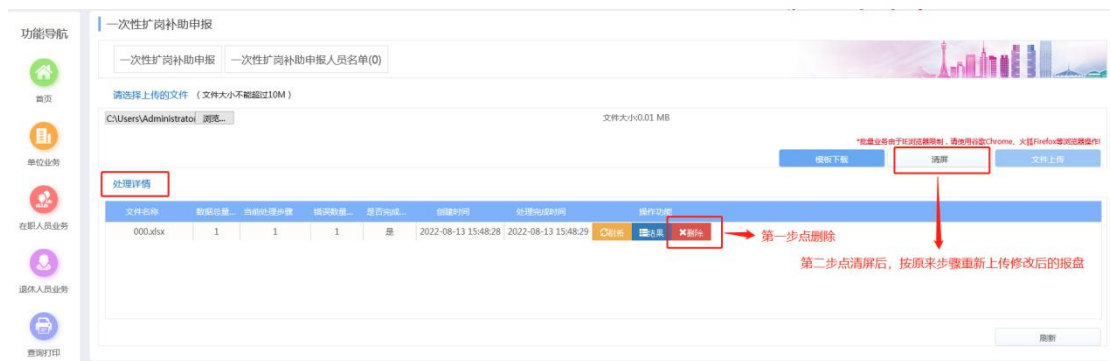 功能导航
首页
单位业务
在职人员业务
退休人员业务
查询打印
一次性扩岗补助申报
一次性扩岗补助申报 一次性扩岗补助申报人员名单(0)
请选择上传的文件 （文件大小不能超过10M）
C:\Users\Administrator 浏览... 文件大小:0.01 MB
*批量业务由于IE浏览器限制，请使用谷歌Chrome、火狐Firefox等浏览器操作!
模板下载 清屏 文件上传
处理详情
文件名称 数据总量... 当前处理步骤 错误数量... 是否完成... 创建时间 处理完成时间 操作功能
000.xlsx 1 1 1 是 2022-08-13 15:48:28 2022-08-13 15:48:29 刷新 结果 删除
第一步点删除
第二步点清屏后，按原来步骤重新上传修改后的报盘
刷新